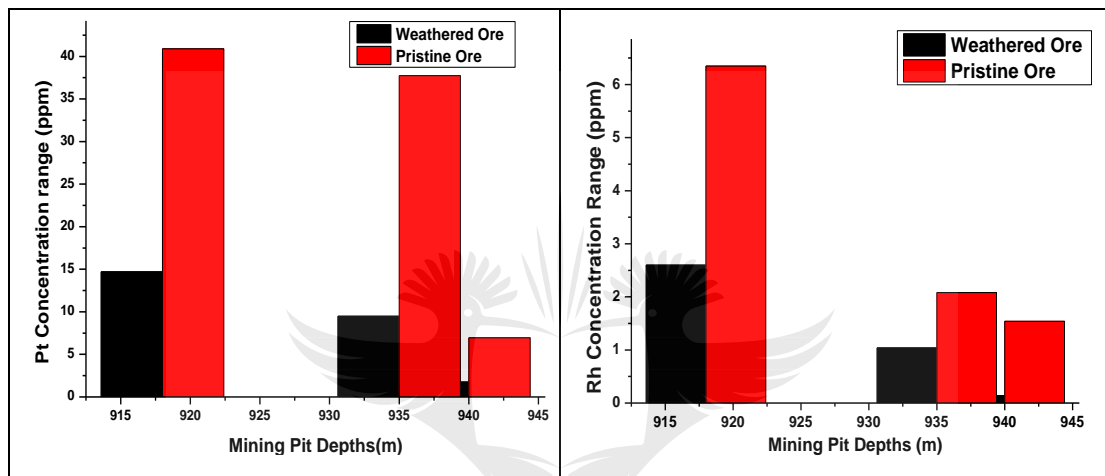 Weathered Ore
Pristine Ore
Pt Concentration range (ppm)
40
35
30
25
20
15
10
5
0
915 920 925 930 935 940 945
Mining Pit Depths(m)
Weathered Ore
Pristine Ore
Rh Concentration Range (ppm)
6
5
4
3
2
1
0
915 920 925 930 935 940 945
Mining Pit Depths (m)